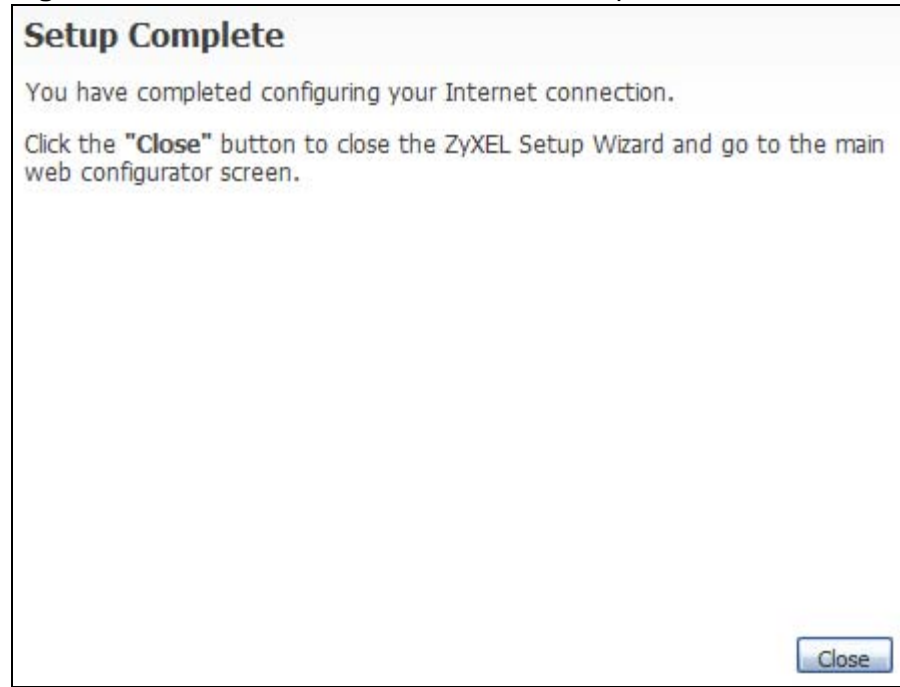 Setup Complete
You have completed configuring your Internet connection.
Click the "Close" button to close the ZyXEL Setup Wizard and go to the main
web configurator screen.
Close